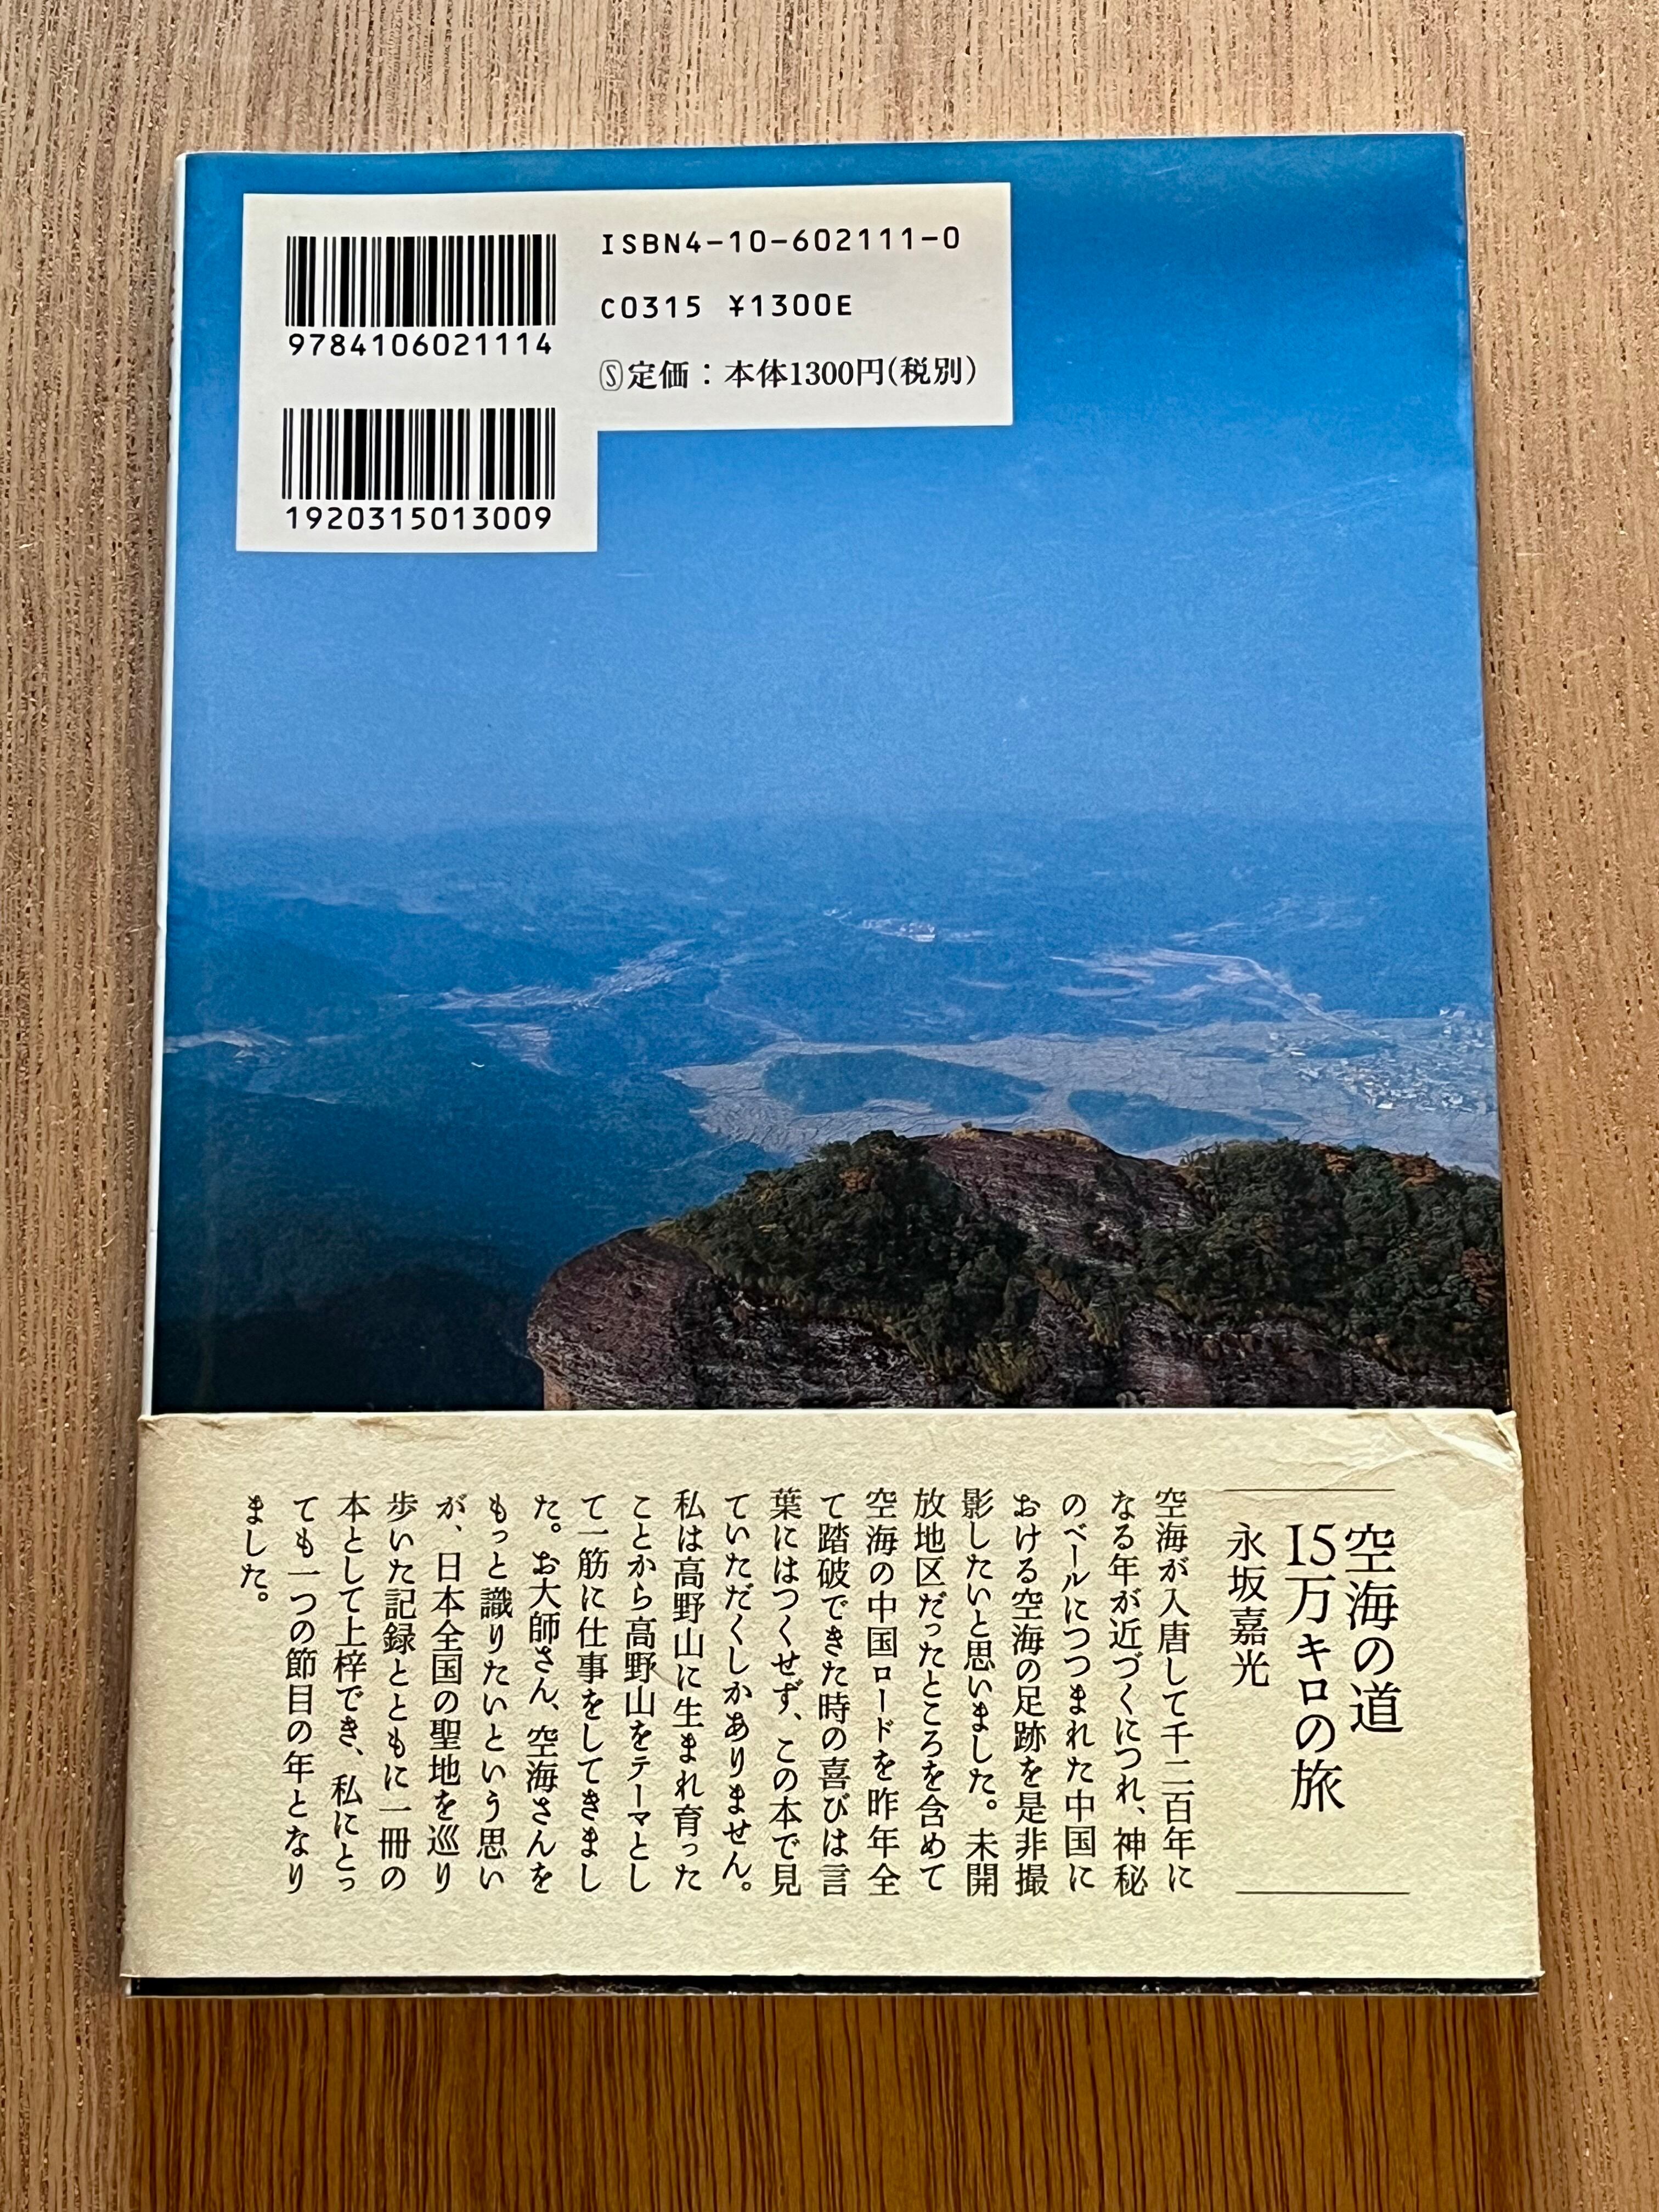 ISBN4-10-602111-0
C0315 ¥1300E
Ⓢ定価：本体1300円(税別)
9784106021114
1920315013009
空海の道
15万キロの旅
永坂嘉光
空海が入唐して千二百年に
なる年が近づくにつれ、神秘
のベールにつつまれた中国に
おける空海の足跡を是非撮
影したいと思いました。未開
放地区だったところを含めて
空海の中国ロードを昨年全
て踏破できた時の喜びは言
葉にはつくせず、この本で見
ていただくしかありません。
私は高野山に生まれ育った
ことから高野山をテーマとし
て一筋に仕事をしてきまし
た。お大師さん、空海さんを
もっと識りたいという思い
が、日本全国の聖地を巡り
歩いた記録とともに一冊の
本として上梓でき、私にとっ
ても一つの節目の年となり
ました。